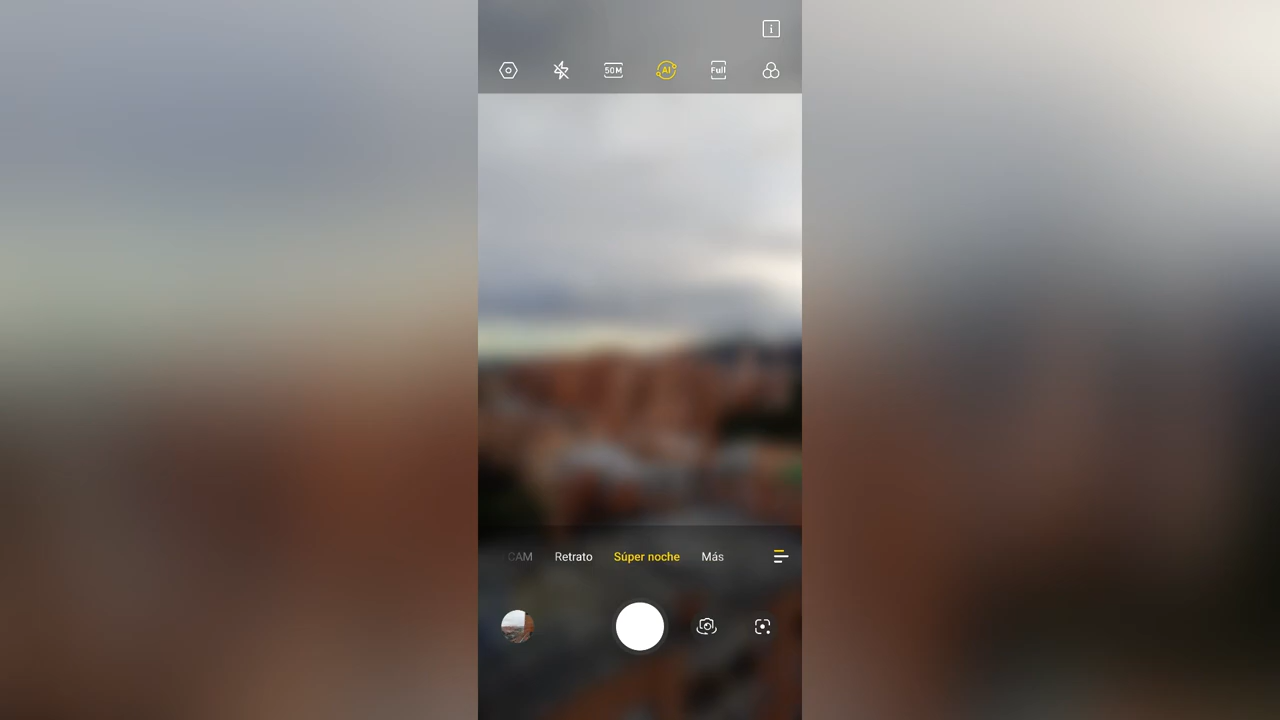 i
50M
AI
Full
CAM
Retrato
Súper noche
Más